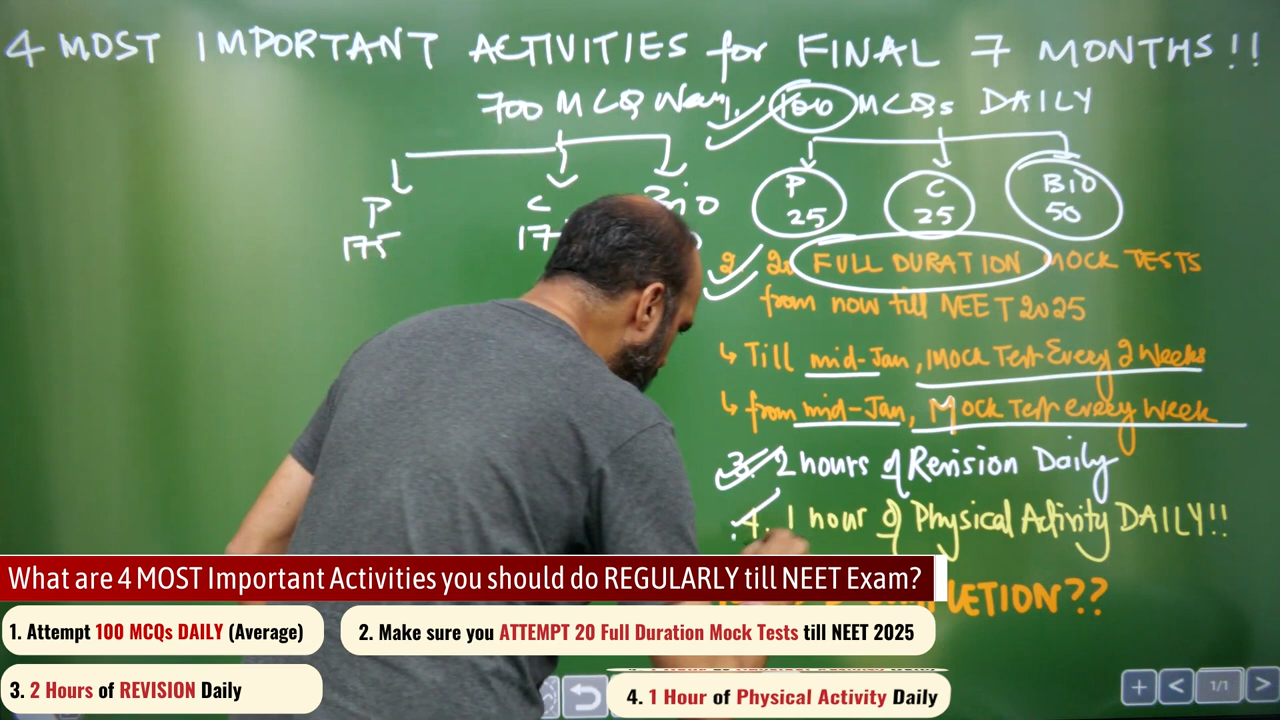 4 MOST IMPORTANT ACTIVITIES for FINAL 7 MONTHS!!
700 MCQ 100 MCQs DAILY
P C Bio P C BIO
175 17 25 25 50
2. 20 FULL DURATION MOCK TESTS
from now till NEET 2025
↳ Till mid-Jan, Mock Test Every 2 Weeks
↳ from mid-Jan, Mock Test every Week
3. 2 hours of Revision Daily
4. 1 hour of Physical Activity DAILY!!
LETION??
What are 4 MOST Important Activities you should do REGULARLY till NEET Exam?
1. Attempt 100 MCQs DAILY (Average)
2. Make sure you ATTEMPT 20 Full Duration Mock Tests till NEET 2025
3. 2 Hours of REVISION Daily
4. 1 Hour of Physical Activity Daily
1/1